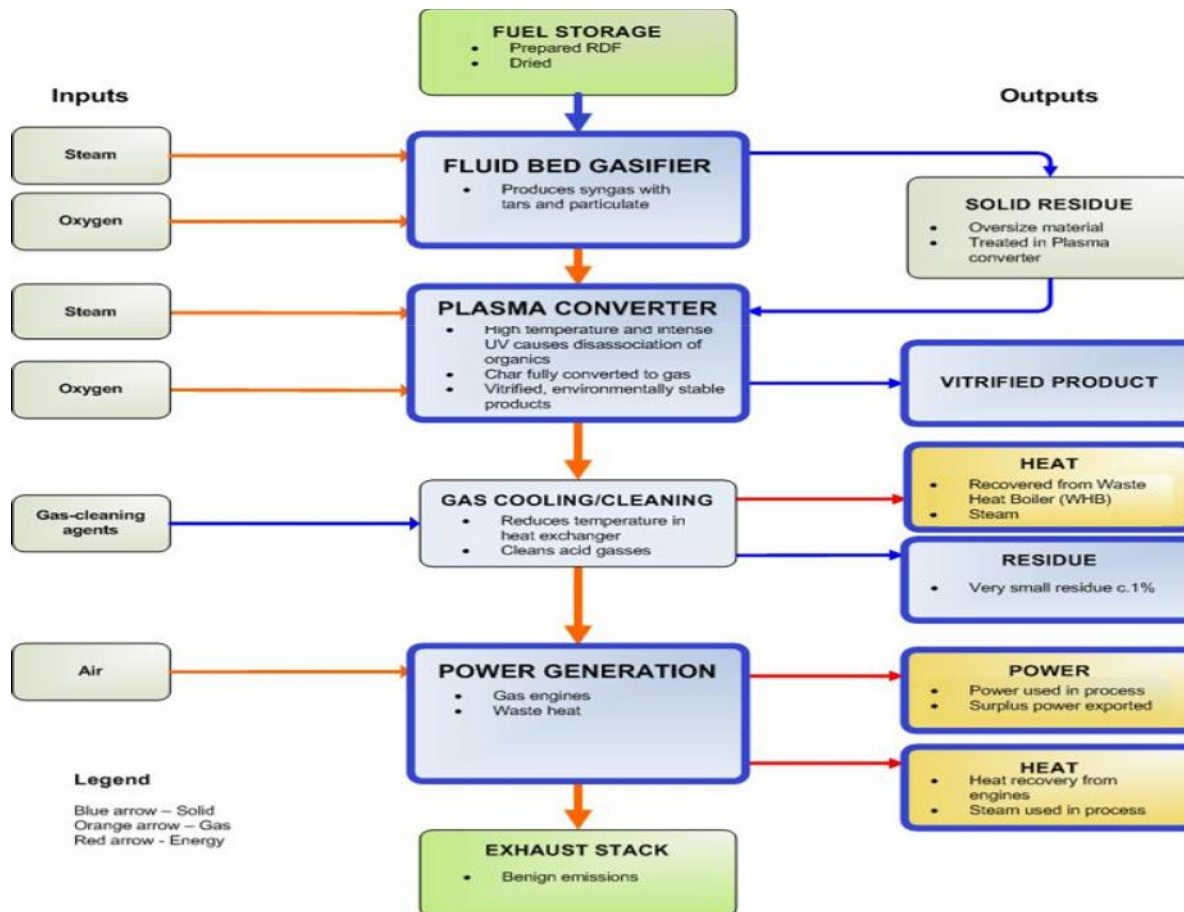 FUEL STORAGE
• Prepared RDF
• Dried
Inputs
Outputs
Steam
Oxygen
FLUID BED GASIFIER
• Produces syngas with
tars and particulate
SOLID RESIDUE
• Oversize material
• Treated in Plasma
converter
Steam
Oxygen
PLASMA CONVERTER
• High temperature and intense
UV causes disassociation of
organics
• Char fully converted to gas
• Vitrified, environmentally stable
products
VITRIFIED PRODUCT
Gas-cleaning
agents
GAS COOLING/CLEANING
• Reduces temperature in
heat exchanger
• Cleans acid gasses
HEAT
• Recovered from Waste
Heat Boiler (WHB)
• Steam
RESIDUE
• Very small residue c.1%
Air
POWER GENERATION
• Gas engines
• Waste heat
POWER
• Power used in process
• Surplus power exported
HEAT
• Heat recovery from
engines
• Steam used in process
Legend
Blue arrow – Solid
Orange arrow – Gas
Red arrow - Energy
EXHAUST STACK
• Benign emissions